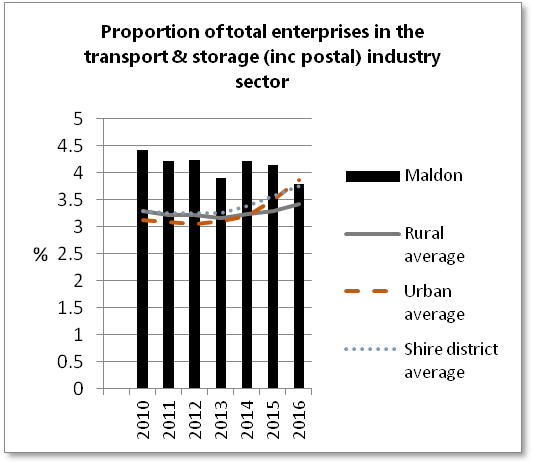 Proportion of total enterprises in the
transport & storage (inc postal) industry
sector
5
4.5
4
3.5
3
2.5
2
1.5
1
0.5
0
%
2010
2011
2012
2013
2014
2015
2016
Maldon
Rural
average
Urban
average
Shire district
average